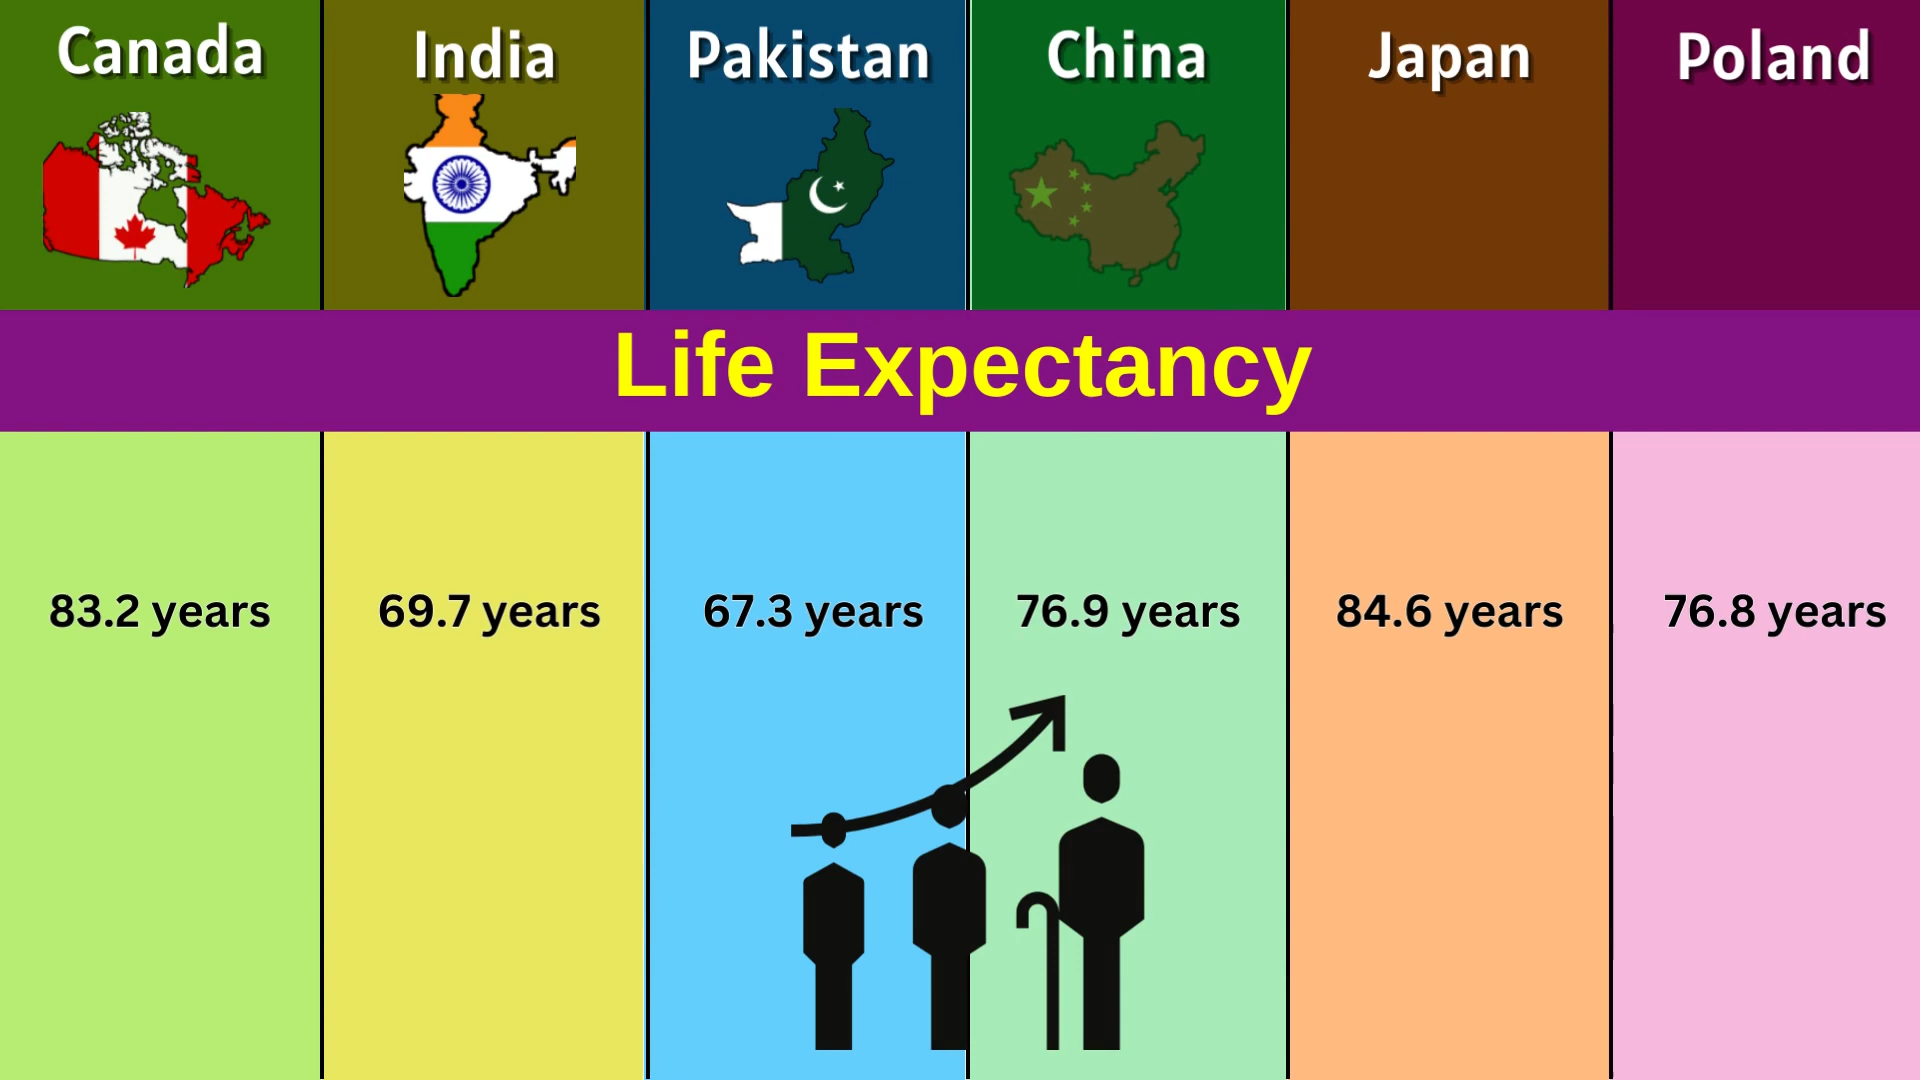 Canada
India
Pakistan
China
Japan
Poland
Life Expectancy
83.2 years
69.7 years
67.3 years
76.9 years
84.6 years
76.8 years